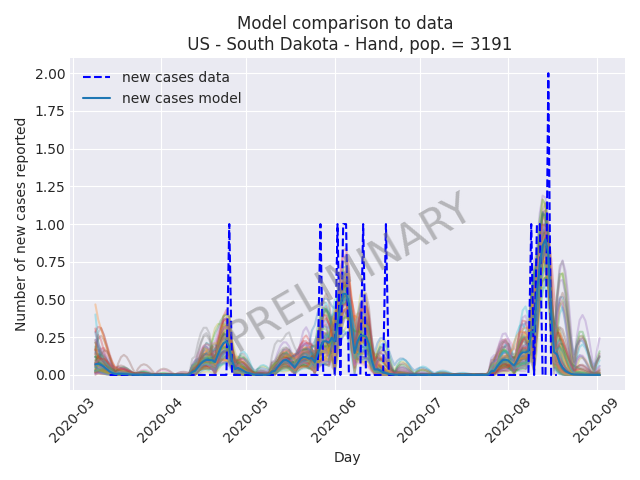 Model comparison to data
US - South Dakota - Hand, pop. = 3191
new cases data
new cases model
Number of new cases reported
2.00
1.75
1.50
1.25
1.00
0.75
0.50
0.25
0.00
PRELIMINARY
2020-03
2020-04
2020-05
2020-06
2020-07
2020-08
2020-09
Day